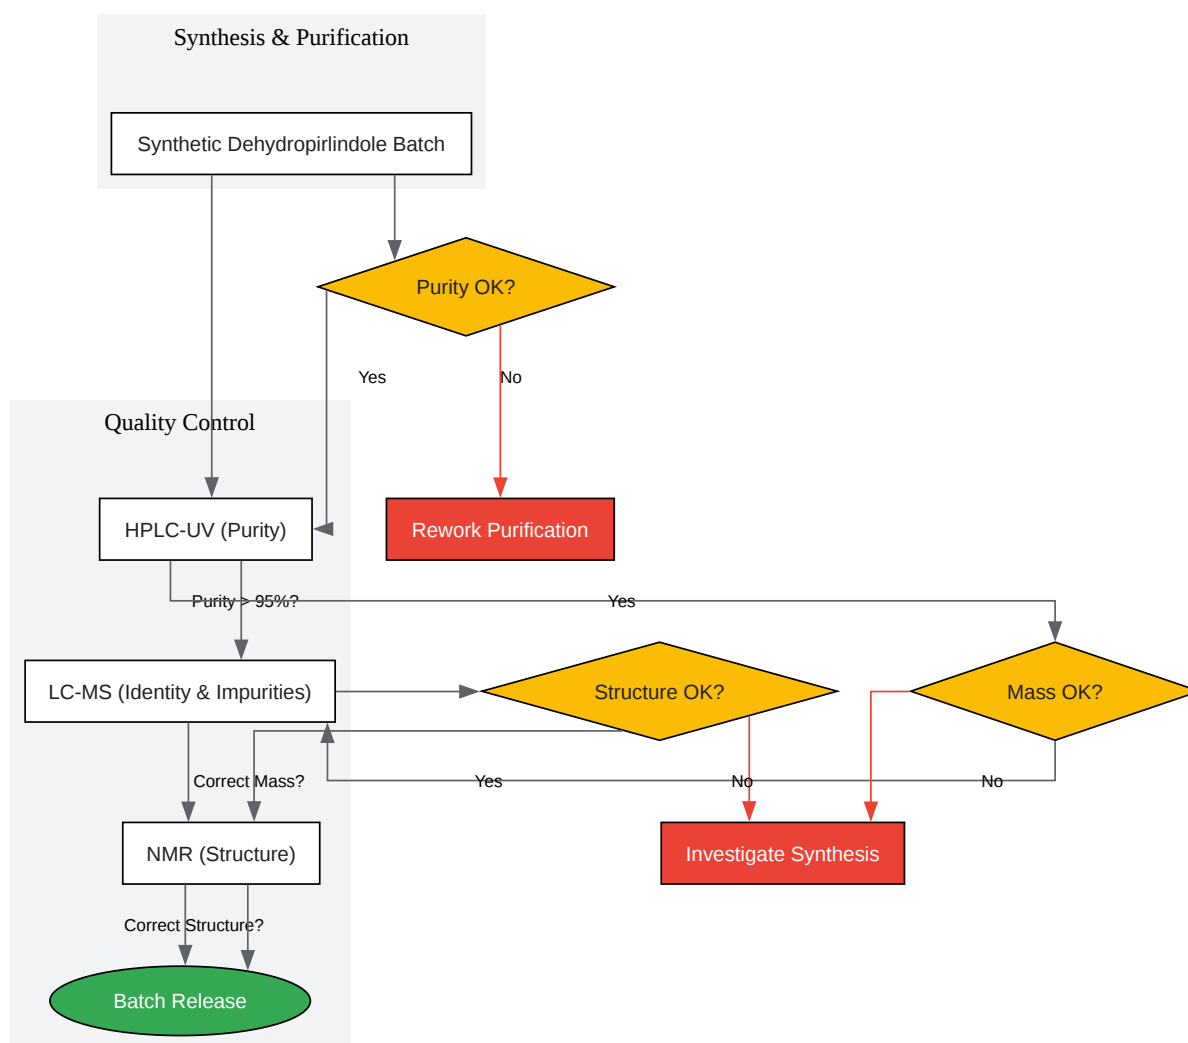 Synthesis & Purification
Synthetic Dehydropirlindole Batch
Purity OK?
Yes
No
Quality Control
HPLC-UV (Purity)
Rework Purification
Purity > 95%?
Yes
LC-MS (Identity & Impurities)
Structure OK?
Mass OK?
Correct Mass?
Yes
No
No
NMR (Structure)
Investigate Synthesis
Correct Structure?
Batch Release